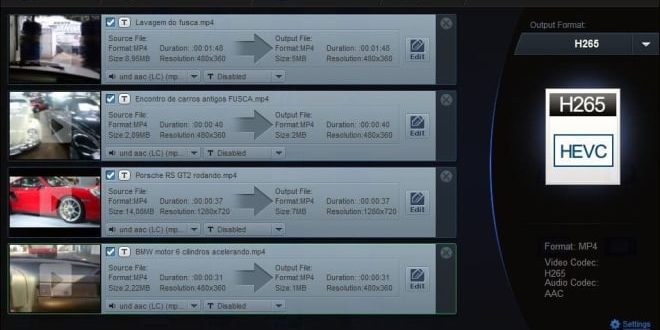 T Lavagem do fusca.mp4
Source File: Output File:
Format:MP4 Duration: :00:01:48 Format:MP4 Duration: :00:01:48
Size:8,95MB Resolution:480x360 Size:5MB Resolution:480x360
Edit
und aac (LC) (mp... T Disabled
T Encontro de carros antigos FUSCA.mp4
Source File: Output File:
Format:MP4 Duration: :00:00:40 Format:MP4 Duration: :00:00:40
Size:2,89MB Resolution:480x360 Size:2MB Resolution:480x360
Edit
und aac (LC) (mp... T Disabled
T Porsche RS GT2 rodando.mp4
Source File: Output File:
Format:MP4 Duration: :00:00:37 Format:MP4 Duration: :00:00:37
Size:14,08MB Resolution:1280x720 Size:7MB Resolution:1280x720
Edit
und aac (LC) (mp... T Disabled
T BMW motor 6 cilindros acelerando.mp4
Source File: Output File:
Format:MP4 Duration: :00:00:31 Format:MP4 Duration: :00:00:31
Size:2,22MB Resolution:480x360 Size:1MB Resolution:480x360
Edit
und aac (LC) (mp... T Disabled
Output Format:
H265
H265
HEVC
Format: MP4
Video Codec:
H265
Audio Codec:
AAC
Settings